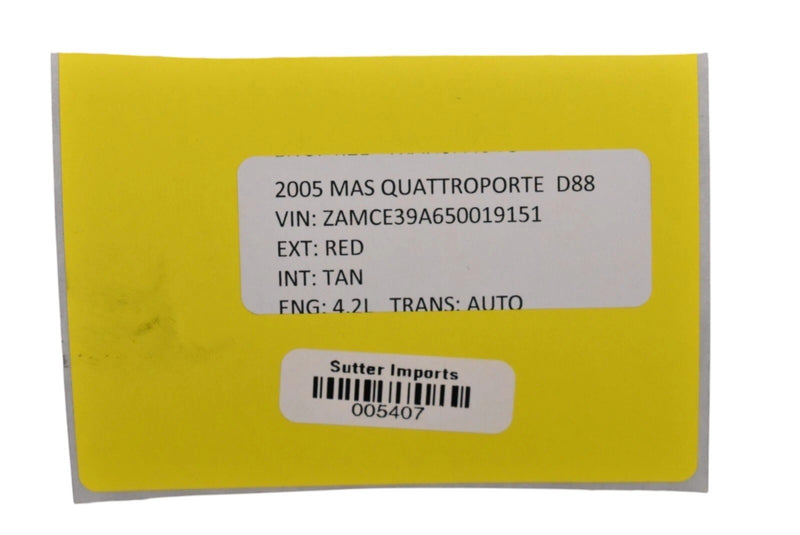 2005 MAS QUATTROPORTE D88
VIN: ZAMCE39A650019151
EXT: RED
INT: TAN
ENG: 4.2L TRANS: AUTO
Sutter Imports
005407